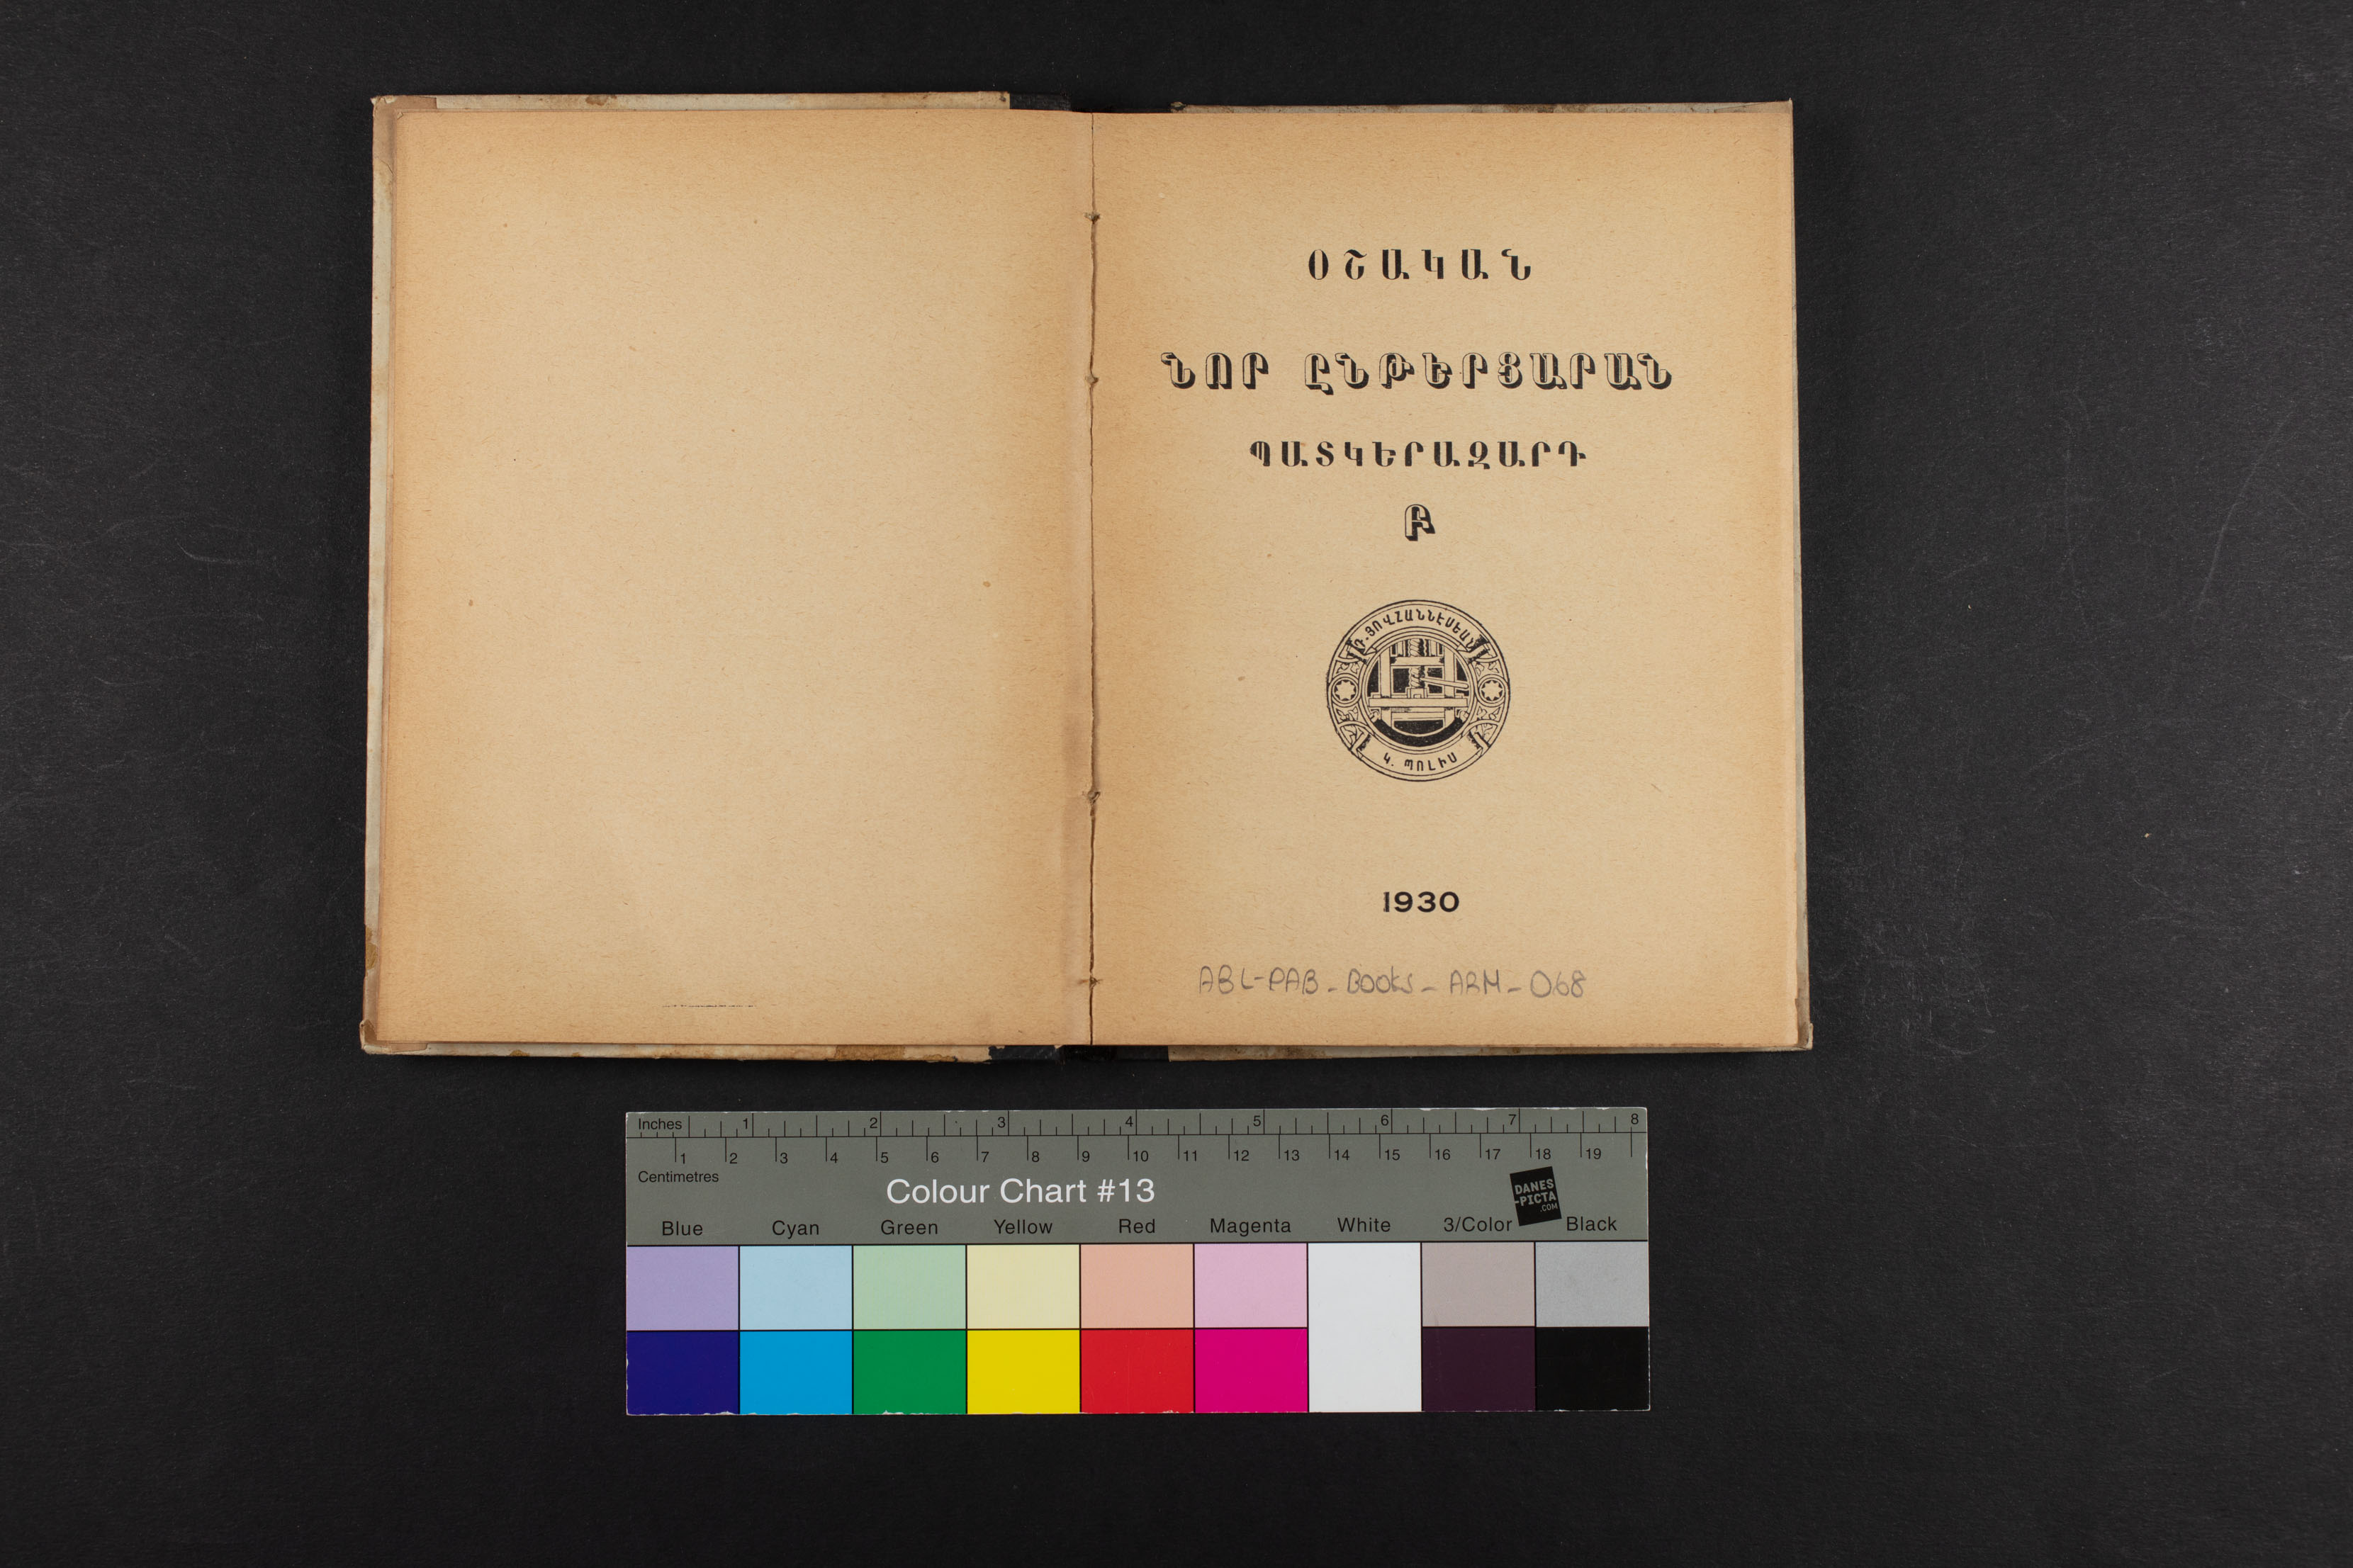 ՕՇԱԿԱՆ
ՆՈՐ ԸՆԹԵՐՑԱՐԱՆ
ՊԱՏԿԵՐԱԶԱՐԴ
Բ
Դ. ՅՈՎՀԱՆՆԷՍԵԱՆ
Կ. ՊՈԼԻՍ
1930
ABL-PAB-Books-ARM-068
Inches 1 2 3 4 5 6 7 8
1 2 3 4 5 6 7 8 9 10 11 12 13 14 15 16 17 18 19
Centimetres
Colour Chart #13
DANES
-PICTA
.COM
Blue Cyan Green Yellow Red Magenta White 3/Color Black